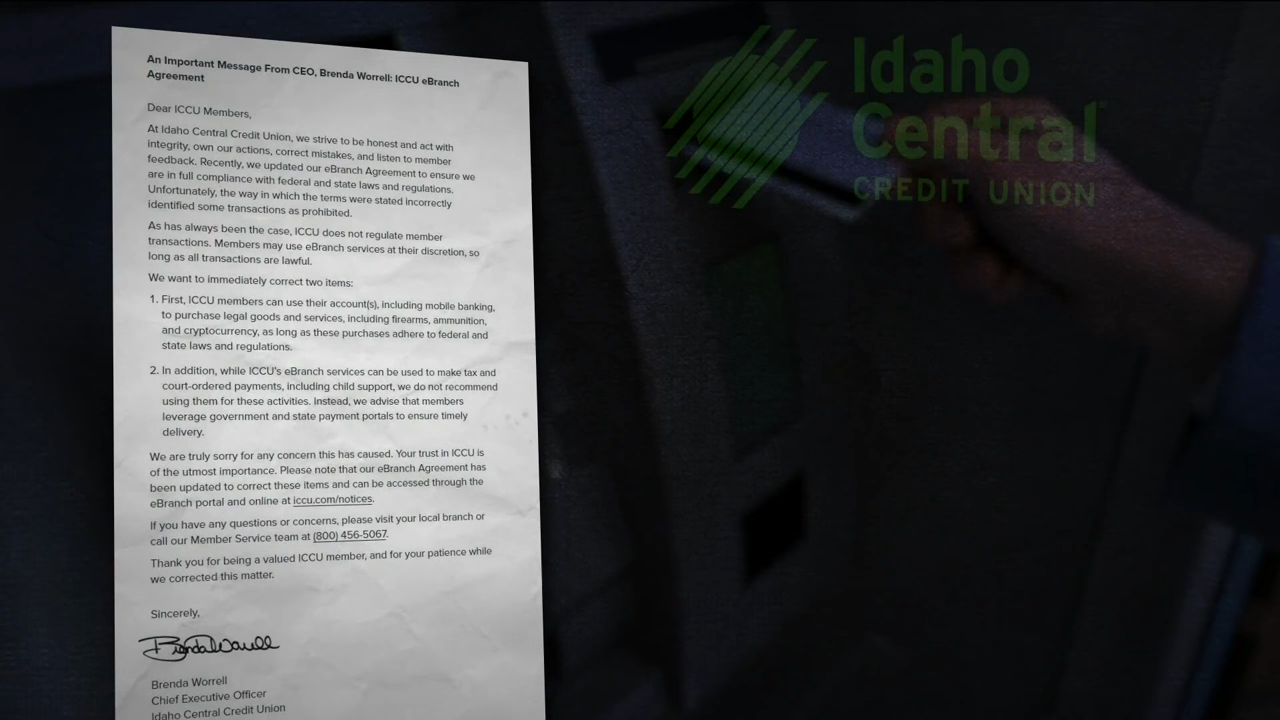 An Important Message From CEO, Brenda Worrell: ICCU eBranch
Agreement
Dear ICCU Members,
At Idaho Central Credit Union, we strive to be honest and act with
integrity, own our actions, correct mistakes, and listen to member
feedback. Recently, we updated our eBranch Agreement to ensure we
are in full compliance with federal and state laws and regulations.
Unfortunately, the way in which the terms were stated incorrectly
identified some transactions as prohibited.
As has always been the case, ICCU does not regulate member
transactions. Members may use eBranch services at their discretion, so
long as all transactions are lawful.
We want to immediately correct two items:
1. First, ICCU members can use their account(s), including mobile banking,
to purchase legal goods and services, including firearms, ammunition,
and cryptocurrency, as long as these purchases adhere to federal and
state laws and regulations.
2. In addition, while ICCU's eBranch services can be used to make tax and
court-ordered payments, including child support, we do not recommend
using them for these activities. Instead, we advise that members
leverage government and state payment portals to ensure timely
delivery.
We are truly sorry for any concern this has caused. Your trust in ICCU is
of the utmost importance. Please note that our eBranch Agreement has
been updated to correct these items and can be accessed through the
eBranch portal and online at iccu.com/notices.
If you have any questions or concerns, please visit your local branch or
call our Member Service team at (800) 456-5067.
Thank you for being a valued ICCU member, and for your patience while
we corrected this matter.
Sincerely,
Brenda Worrell
Brenda Worrell
Chief Executive Officer
Idaho Central Credit Union
Idaho
Central
CREDIT UNION